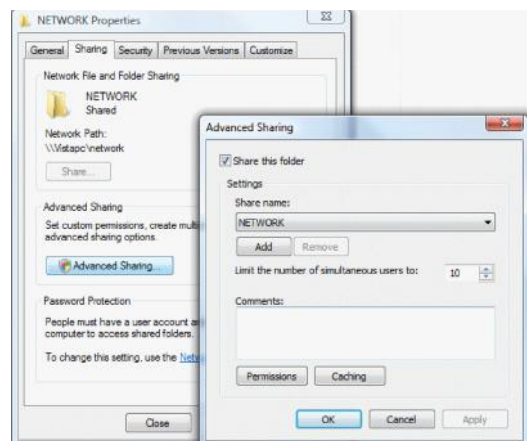 NETWORK Properties
General Sharing Security Previous Versions Customize
Network File and Folder Sharing
NETWORK
Shared
Network Path:
\\Vistapc\network
Share...
Advanced Sharing
Set custom permissions, create
advanced sharing options.
Advanced Sharing...
Password Protection
People must have a user account
computer to access shared folders.
To change this setting, use the
Close
Advanced Sharing
Share this folder
Settings
Share name:
NETWORK
Add Remove
Limit the number of simultaneous users to: 10
Comments:
Permissions Caching
OK Cancel Apply